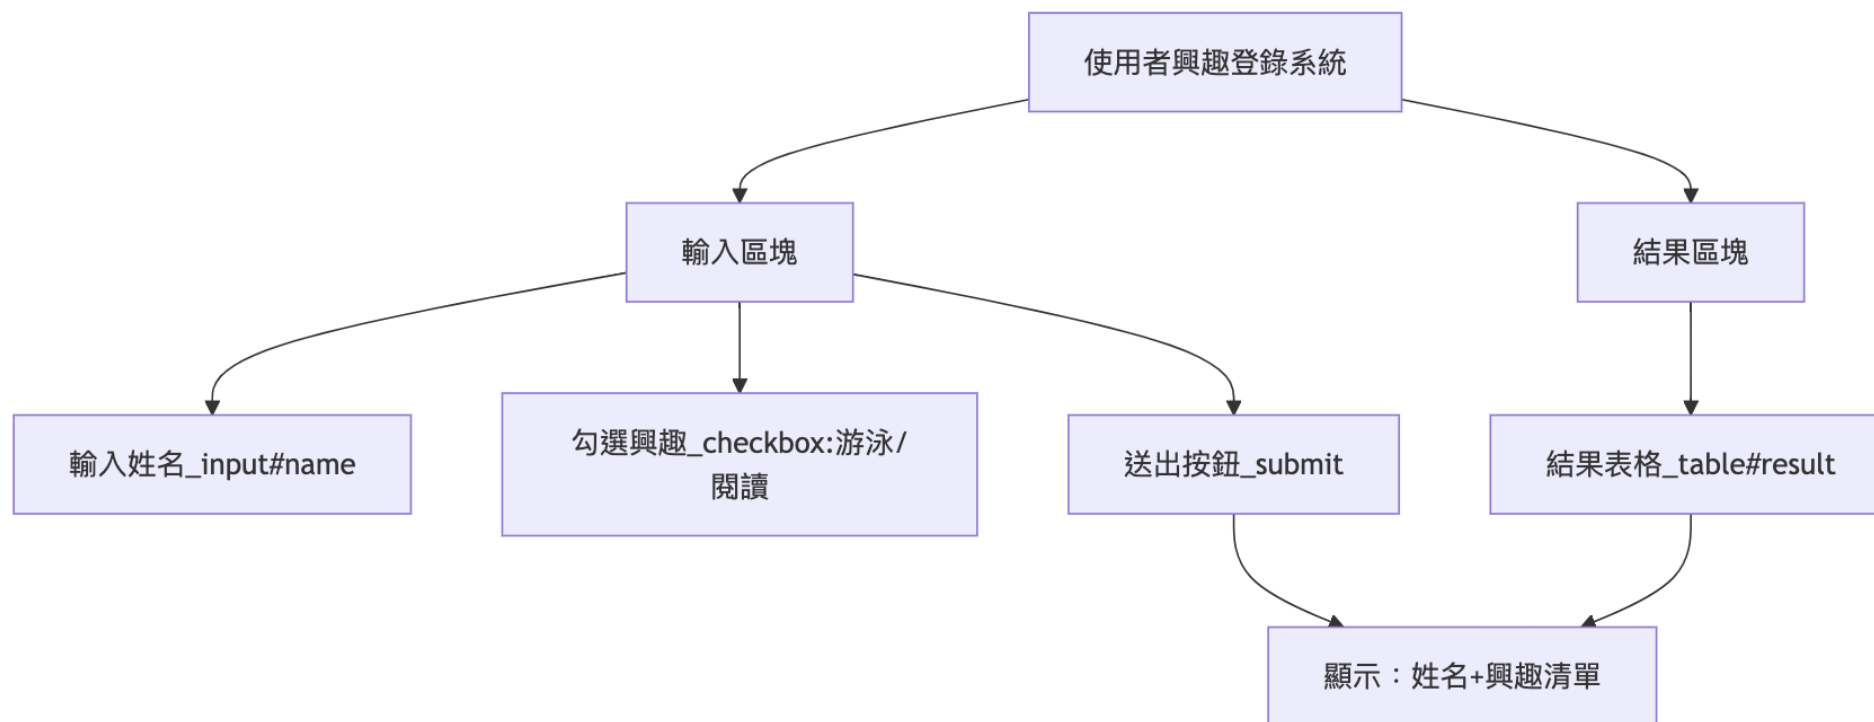 使用者興趣登錄系統
輸入區塊
結果區塊
輸入姓名_input#name
勾選興趣_checkbox:游泳/
閱讀
送出按鈕_submit
結果表格_table#result
顯示：姓名+興趣清單